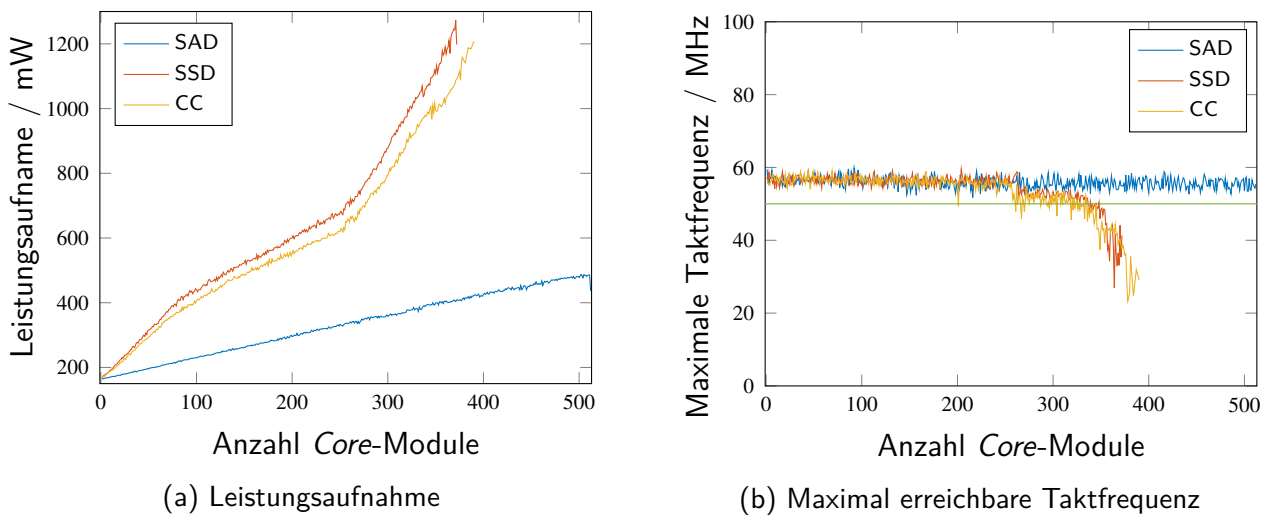 Leistungsaufname / mW
1200
1000
800
600
400
200
SAD
SSD
CC
0 100 200 300 400 500
Anzahl Core-Module
(a) Leistungsaufnahme
Maximale Taktfrequenz / MHz
100
80
60
40
20
0
SAD
SSD
CC
0 100 200 300 400 500
Anzahl Core-Module
(b) Maximal erreichbare Taktfrequenz